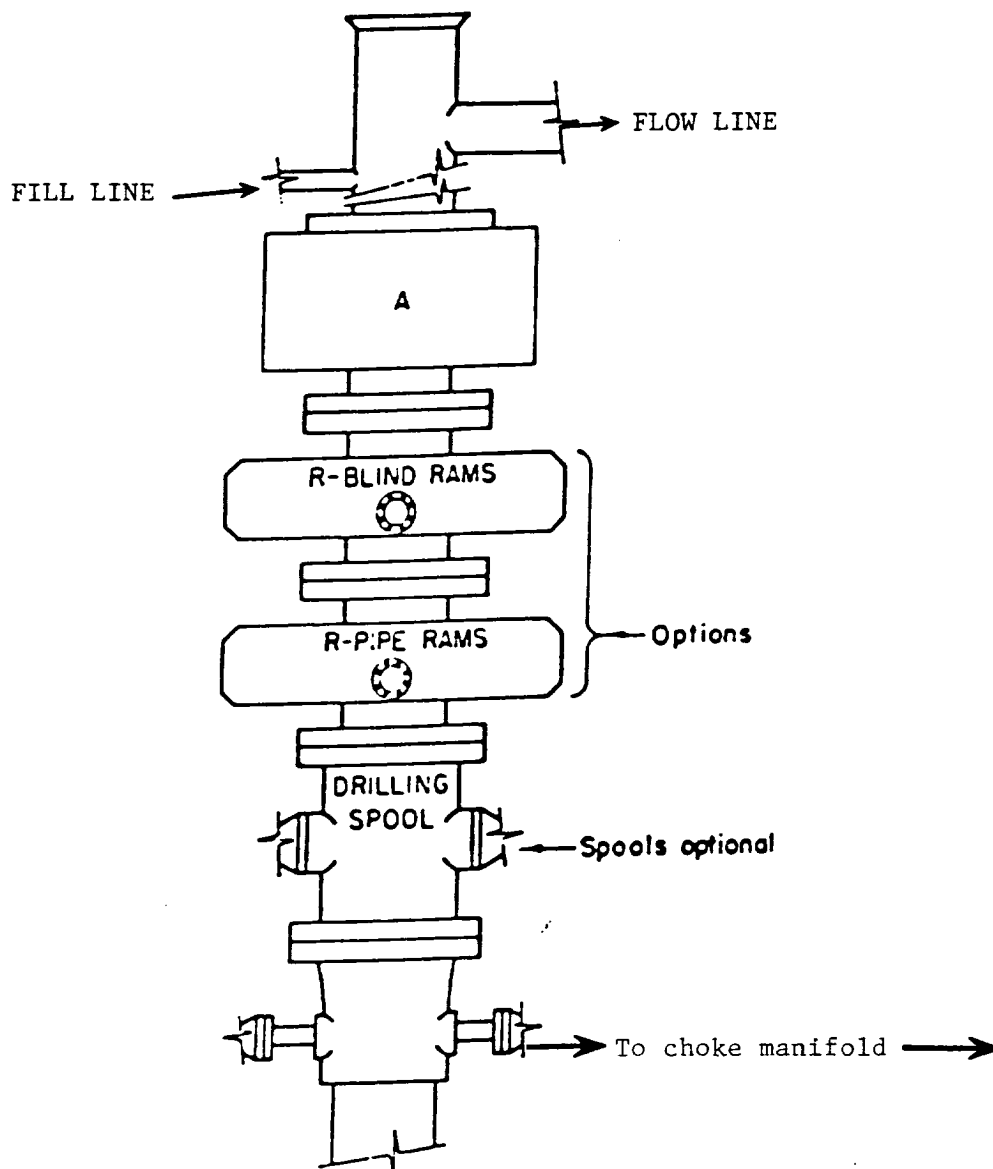 FLOW LINE
FILL LINE
A
R-BLIND RAMS
R-PIPE RAMS
Options
DRILLING
SPOOL
Spools optional
To choke manifold